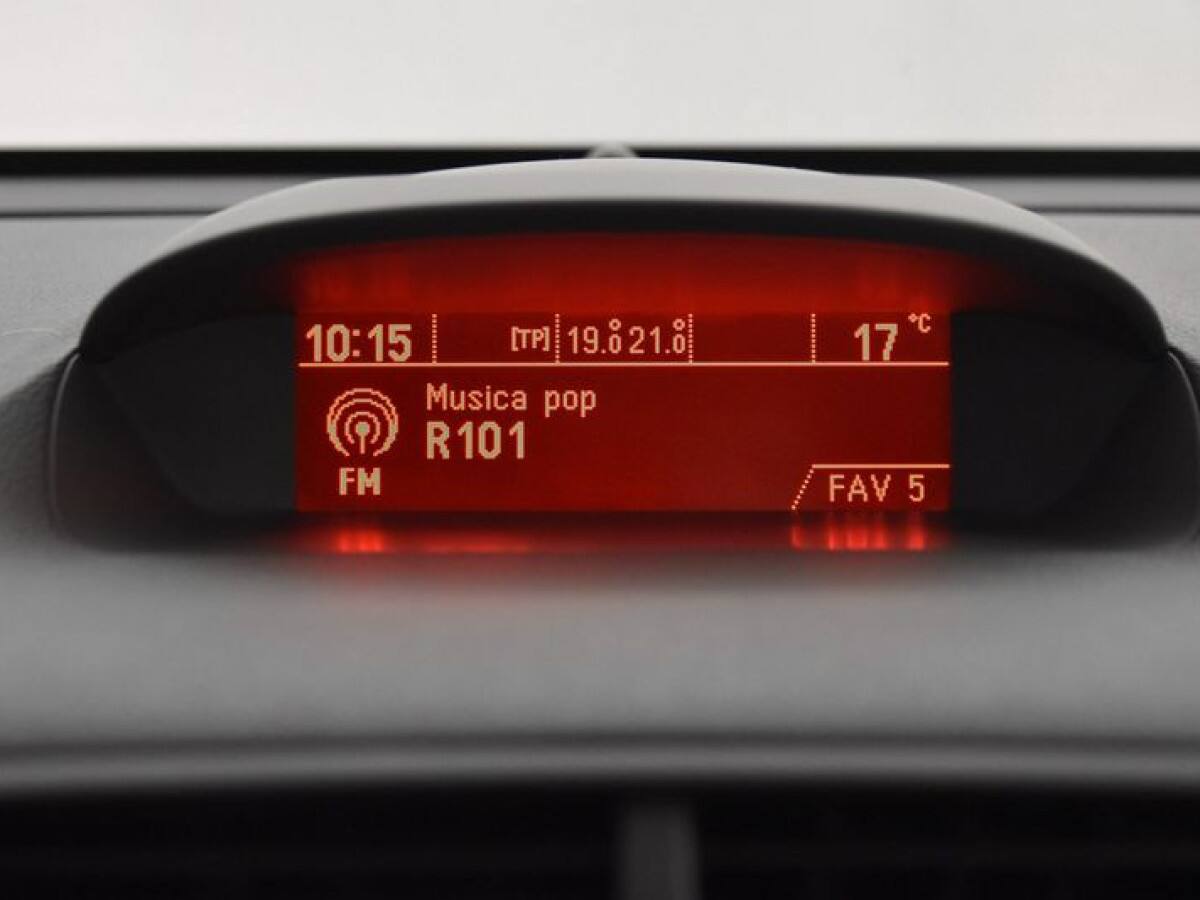 10:15 [TP] 19.0° 21.0° 17 °C
Musica pop
R101
FM
FAV 5